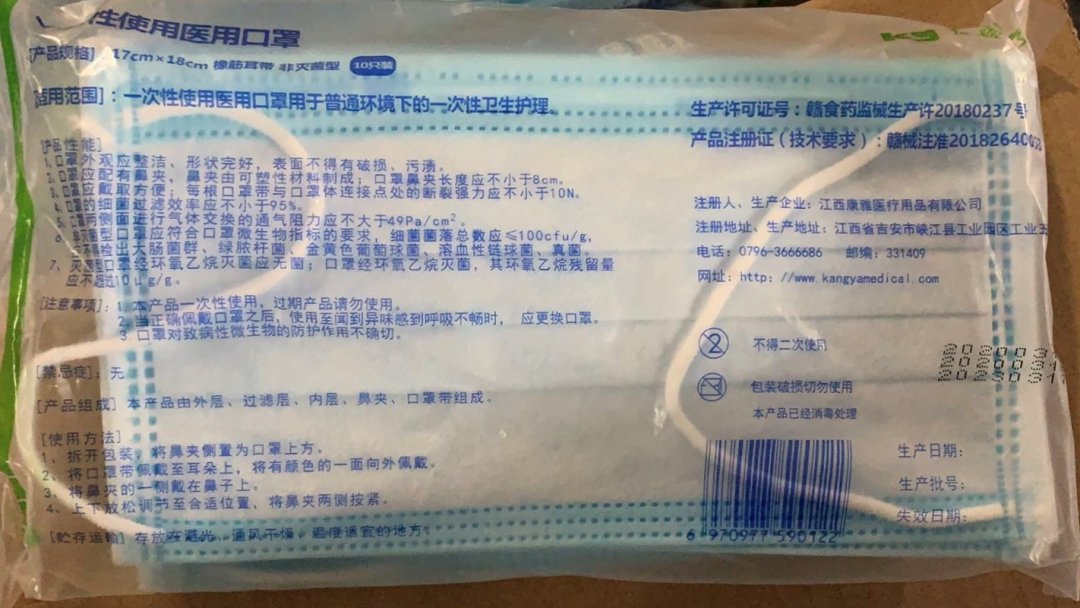 性使用医用口罩
[产品规格] 17cm×18cm 橡筋耳带 非灭菌型 10只装
适用范围]：一次性使用医用口罩用于普通环境下的一次性卫生护理。
[产品性能]
1、口罩外观应整洁、形状完好，表面不得有破损、污渍。
2、口罩应配有鼻夹，鼻夹由可塑性材料制成；口罩鼻夹长度应不小于8cm。
3、口罩应戴取方便；每根口罩带与口罩体连接点处的断裂强力应不小于10N。
4、口罩的细菌过滤效率应不小于95%。
5、口罩两侧面进行气体交换的通气阻力应不大于49Pa/cm²。
6、非灭菌型口罩应符合口罩微生物指标的要求，细菌菌落总数应≤100cfu/g，
检出大肠菌群、绿脓杆菌、金黄色葡萄球菌、溶血性链球菌、真菌。
7、灭菌型口罩经环氧乙烷灭菌应无菌；口罩经环氧乙烷灭菌，其环氧乙烷残留量
应不超过10μg/g。
[注意事项]：1. 本产品一次性使用，过期产品请勿使用。
2. 当正确佩戴口罩之后，使用至闻到异味感到呼吸不畅时， 应更换口罩。
3. 口罩对致病性微生物的防护作用不确切。
[禁忌症]：无
[产品组成] 本产品由外层、过滤层、内层、鼻夹、口罩带组成。
[使用方法]
1、拆开包装，将鼻夹侧置为口罩上方。
2、将口罩带佩戴至耳朵上，将有颜色的一面向外佩戴。
3、将鼻夹的一侧戴在鼻子上。
4、上下放松调节至合适位置，将鼻夹两侧按紧。
[贮存运输] 存放在避光、通风干燥、温度适宜的地方
生产许可证号：赣食药监械生产许20180237号
产品注册证（技术要求）：赣械注准201826400
注册人、生产企业：江西康雅医疗用品有限公司
注册地址、生产地址：江西省吉安市峡江县工业园区工业
电话：0796-3666686 邮编：331409
网址：http: //www.kangyamedical.com
不得二次使用
包装破损切勿使用
本产品已经消毒处理
生产日期：
生产批号：
失效日期：
6 970977 590122